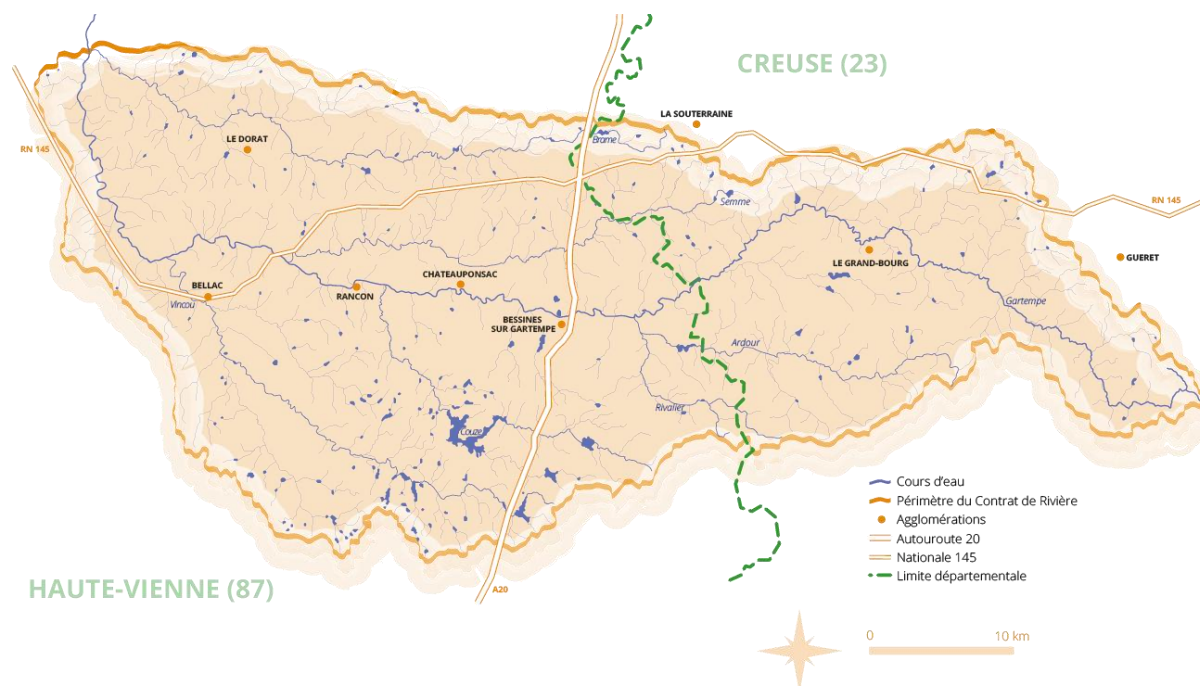 CREUSE (23)
LA SOUTERRAINE
LE DORAT
Brame
RN 145
Semme
RN 145
LE GRAND-BOURG
GUERET
CHATEAUPONSAC
BELLAC
RANCON
Vincou
Gartempe
BESSINES
SUR GARTEMPE
Ardour
Rivalier
Couze
HAUTE-VIENNE (87)
A20
Cours d'eau
Périmètre du Contrat de Rivière
Agglomérations
Autouroute 20
Nationale 145
Limite départementale
0 10 km